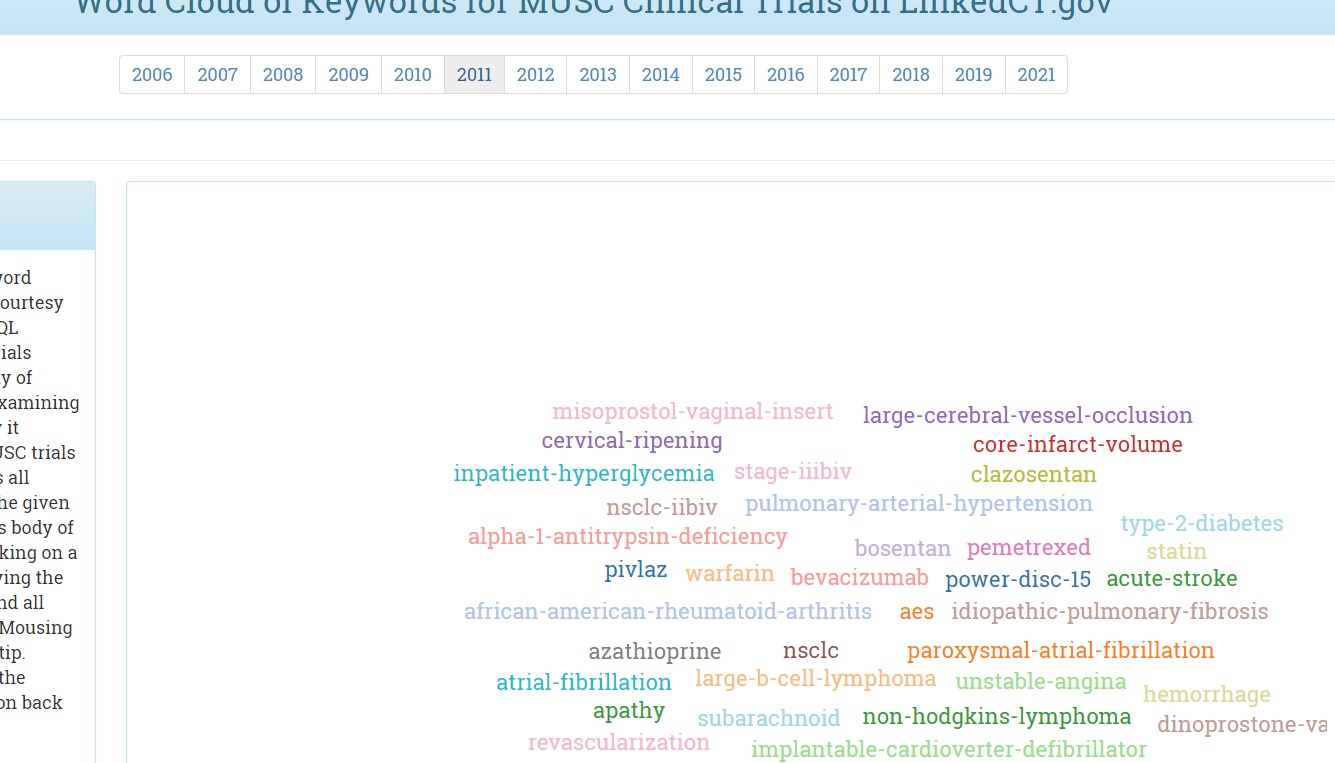 Word Cloud of Keywords for MUSC Clinical Trials on LinkedCT.gov
2006 2007 2008 2009 2010 2011 2012 2013 2014 2015 2016 2017 2018 2019 2021
ord
ourtesy
QL
ials
y of
xamining
it
USC trials
s all
he given
s body of
king on a
ving the
nd all
Mousing
tip.
the
on back
misoprostol-vaginal-insert large-cerebral-vessel-occlusion
cervical-ripening core-infarct-volume
inpatient-hyperglycemia stage-iiibiv clazosentan
nsclc-iibiv pulmonary-arterial-hypertension
type-2-diabetes
alpha-1-antitrypsin-deficiency bosentan pemetrexed statin
pivlaz warfarin bevacizumab power-disc-15 acute-stroke
african-american-rheumatoid-arthritis aes idiopathic-pulmonary-fibrosis
azathioprine nsclc paroxysmal-atrial-fibrillation
atrial-fibrillation large-b-cell-lymphoma unstable-angina hemorrhage
apathy subarachnoid non-hodgkins-lymphoma dinoprostone-va
revascularization implantable-cardioverter-defibrillator